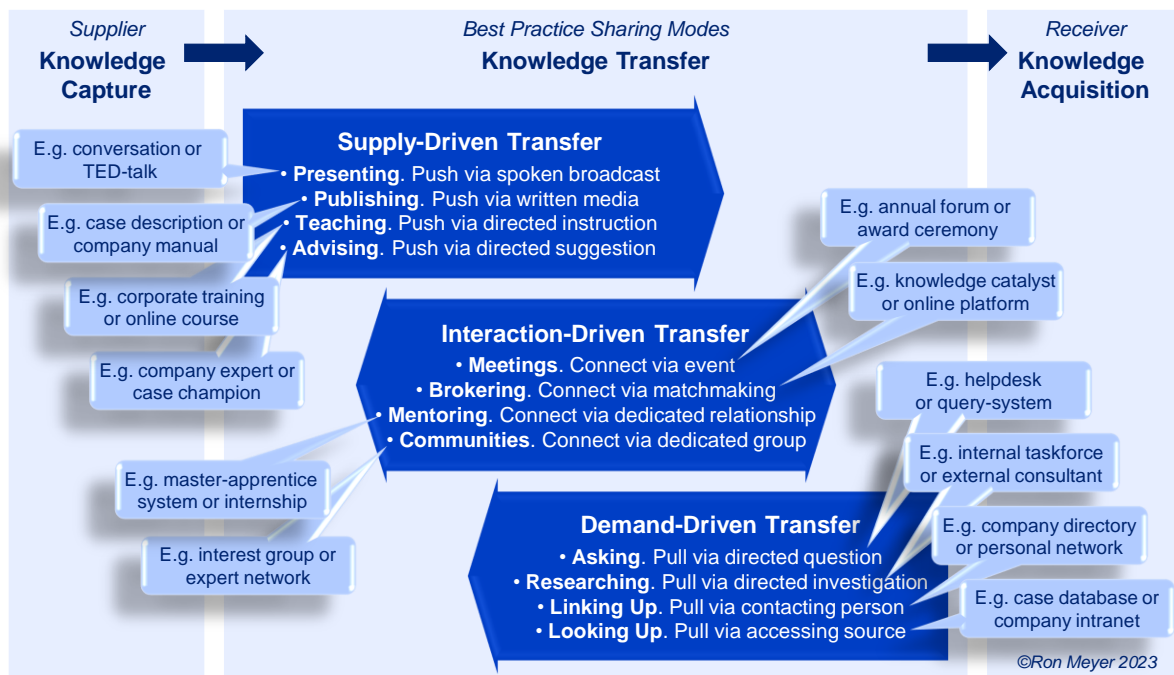 Supplier
Knowledge
Capture
Best Practice Sharing Modes
Knowledge Transfer
Receiver
Knowledge
Acquisition
Supply-Driven Transfer
• Presenting. Push via spoken broadcast
• Publishing. Push via written media
• Teaching. Push via directed instruction
• Advising. Push via directed suggestion
E.g. conversation or
TED-talk
E.g. case description or
company manual
E.g. corporate training
or online course
E.g. company expert or
case champion
Interaction-Driven Transfer
• Meetings. Connect via event
• Brokering. Connect via matchmaking
• Mentoring. Connect via dedicated relationship
• Communities. Connect via dedicated group
E.g. annual forum or
award ceremony
E.g. knowledge catalyst
or online platform
E.g. master-apprentice
system or internship
E.g. interest group or
expert network
Demand-Driven Transfer
• Asking. Pull via directed question
• Researching. Pull via directed investigation
• Linking Up. Pull via contacting person
• Looking Up. Pull via accessing source
E.g. helpdesk
or query-system
E.g. internal taskforce
or external consultant
E.g. company directory
or personal network
E.g. case database or
company intranet
©Ron Meyer 2023